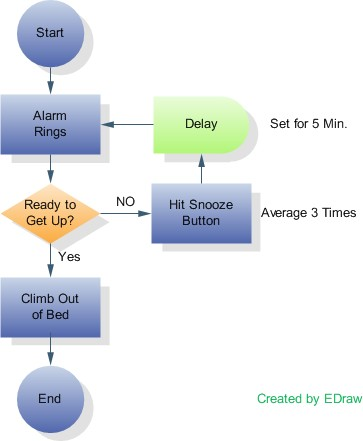 Start
Alarm
Rings
Delay
Set for 5 Min.
Ready to
Get Up?
NO
Hit Snooze
Button
Average 3 Times
Yes
Climb Out
of Bed
End
Created by EDraw